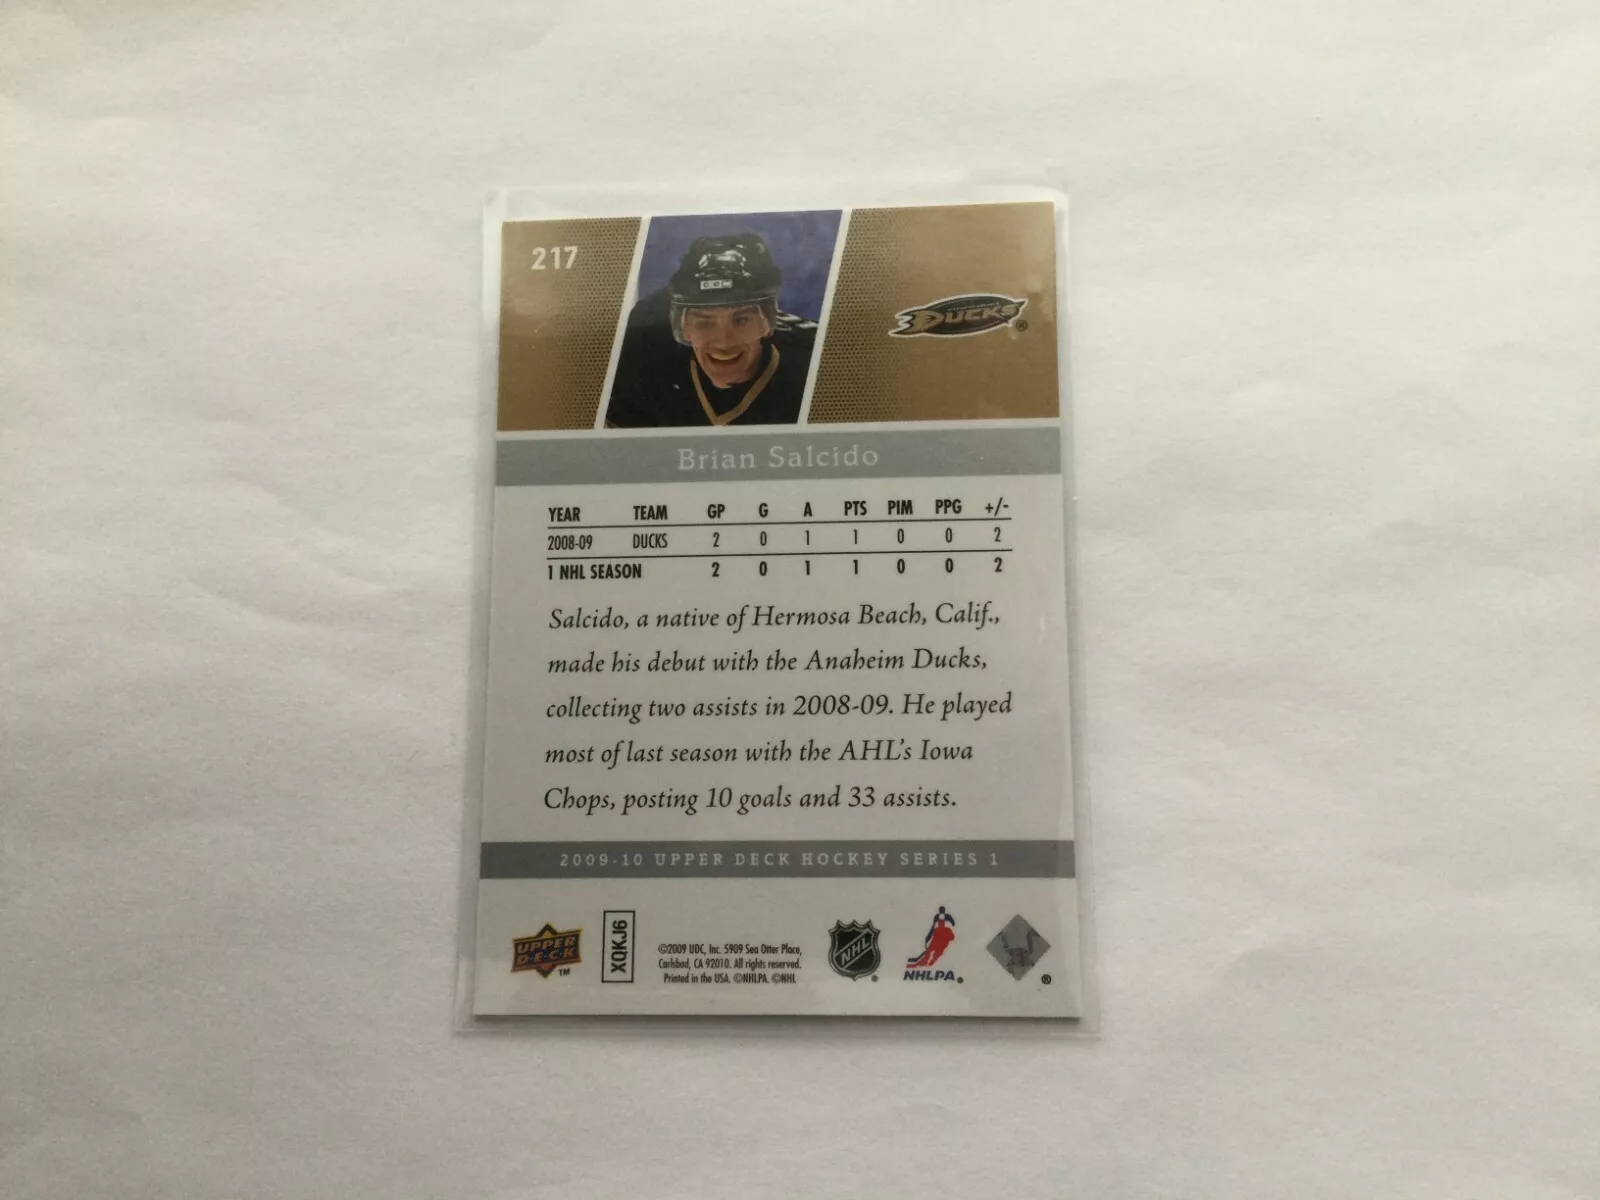 217
CCM
DUCKS ®
Brian Salcido
YEAR TEAM GP G A PTS PIM PPG +/-
2008-09 DUCKS 2 0 1 1 0 0 2
1 NHL SEASON 2 0 1 1 0 0 2
Salcido, a native of Hermosa Beach, Calif.,
made his debut with the Anaheim Ducks,
collecting two assists in 2008-09. He played
most of last season with the AHL's Iowa
Chops, posting 10 goals and 33 assists.
2009-10 UPPER DECK HOCKEY SERIES 1
UPPER
DECK
TM
XQKJ6
©2009 UDC, Inc. 5909 Sea Otter Place,
Carlsbad, CA 92010. All rights reserved.
Printed in the USA. ©NHLPA. ©NHL
NHL ®
NHLPA ®
®